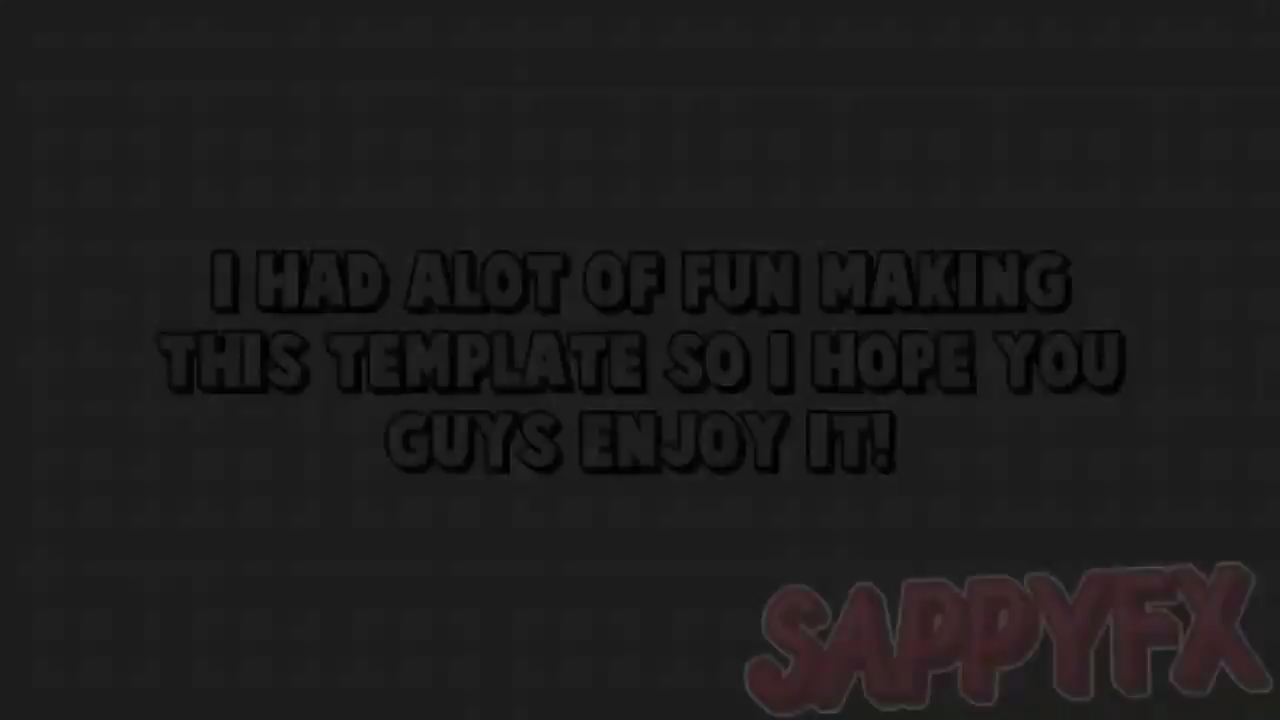 I HAD ALOT OF FUN MAKING
THIS TEMPLATE SO I HOPE YOU
GUYS ENJOY IT!
SAPPYFX